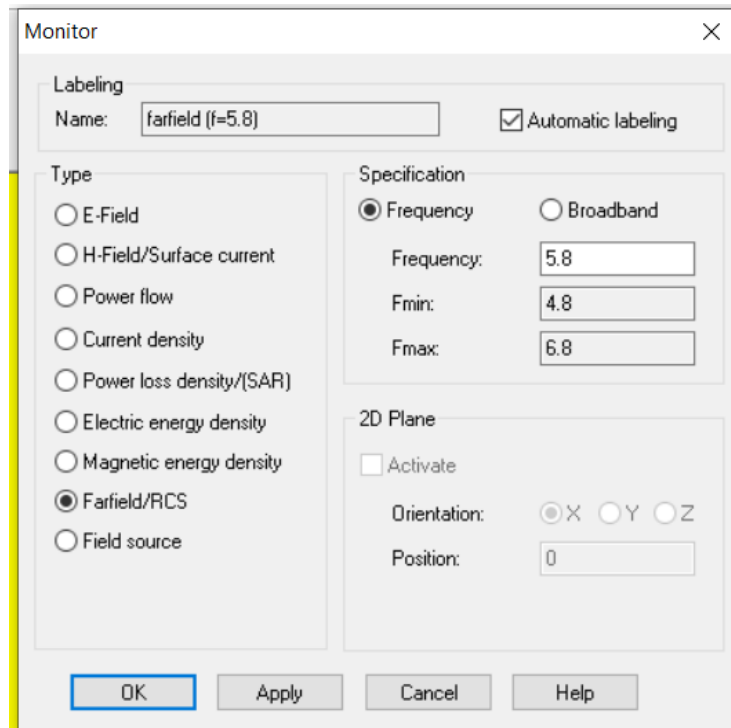 Monitor
Labeling
Name: farfield (f=5.8) Automatic labeling
Type
E-Field
H-Field/Surface current
Power flow
Current density
Power loss density/(SAR)
Electric energy density
Magnetic energy density
Farfield/RCS
Field source
Specification
Frequency Broadband
Frequency: 5.8
Fmin: 4.8
Fmax: 6.8
2D Plane
Activate
Orientation: X Y Z
Position: 0
OK Apply Cancel Help